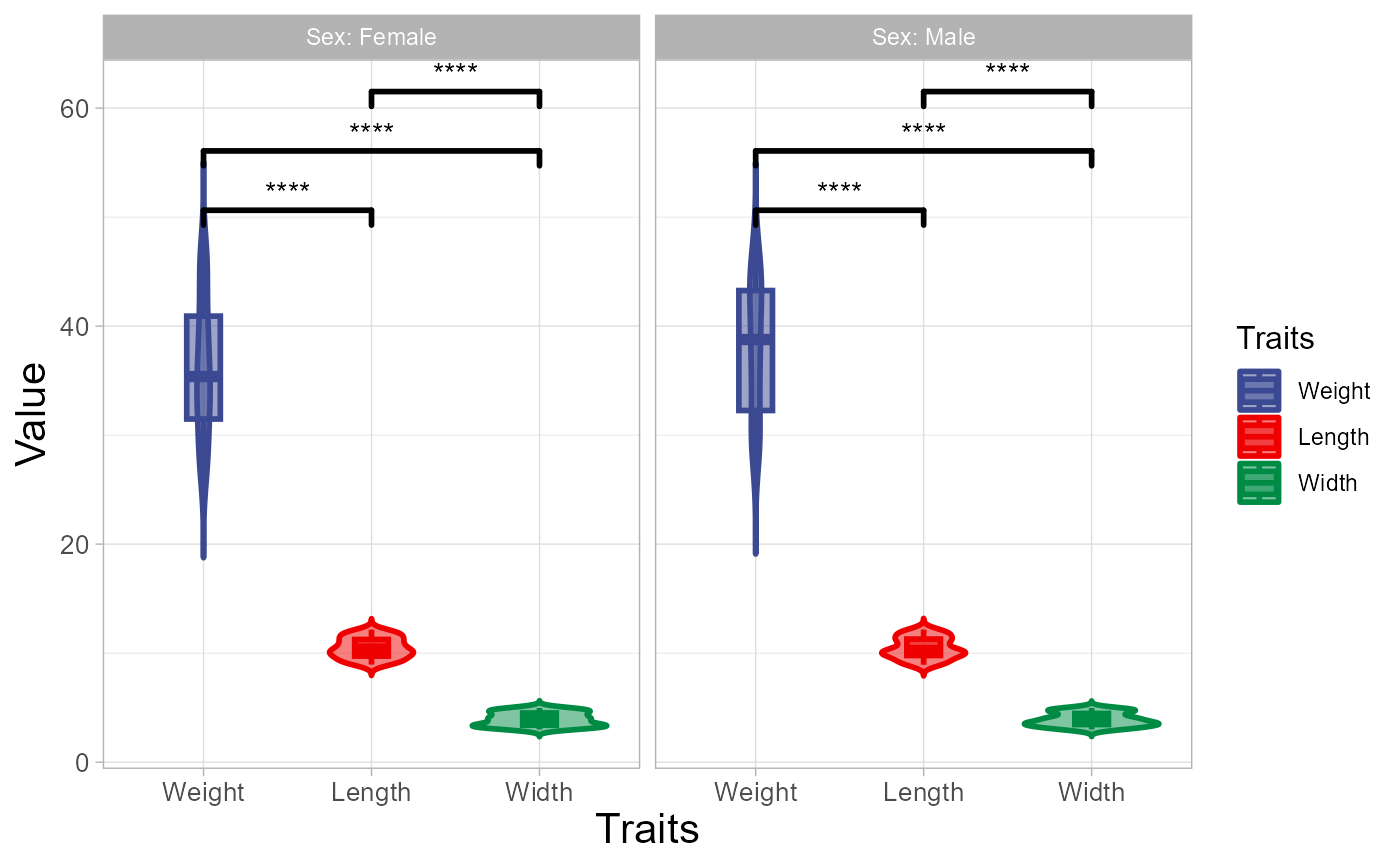 Sex: Female
Sex: Male
****
****
****
****
****
****
60
40
20
0
Value
Weight
Length
Width
Weight
Length
Width
Traits
Traits
Weight
Length
Width